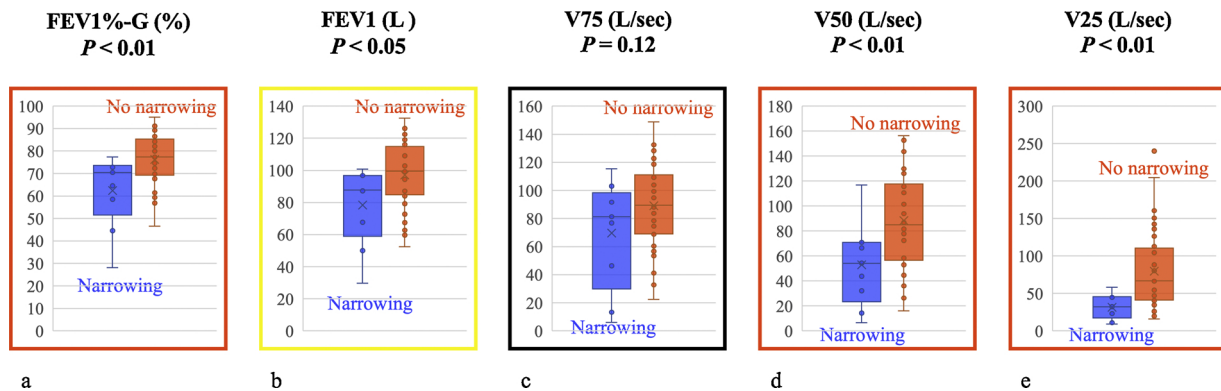 FEV1%-G (%)
P < 0.01
FEV1 (L )
P < 0.05
V75 (L/sec)
P = 0.12
V50 (L/sec)
P < 0.01
V25 (L/sec)
P < 0.01
100
90
80
70
60
50
40
30
20
10
0
No narrowing
Narrowing
140
120
100
80
60
40
20
0
No narrowing
Narrowing
160
140
120
100
80
60
40
20
0
No narrowing
Narrowing
180
160
140
120
100
80
60
40
20
0
No narrowing
Narrowing
300
250
200
150
100
50
0
No narrowing
Narrowing
a
b
c
d
e